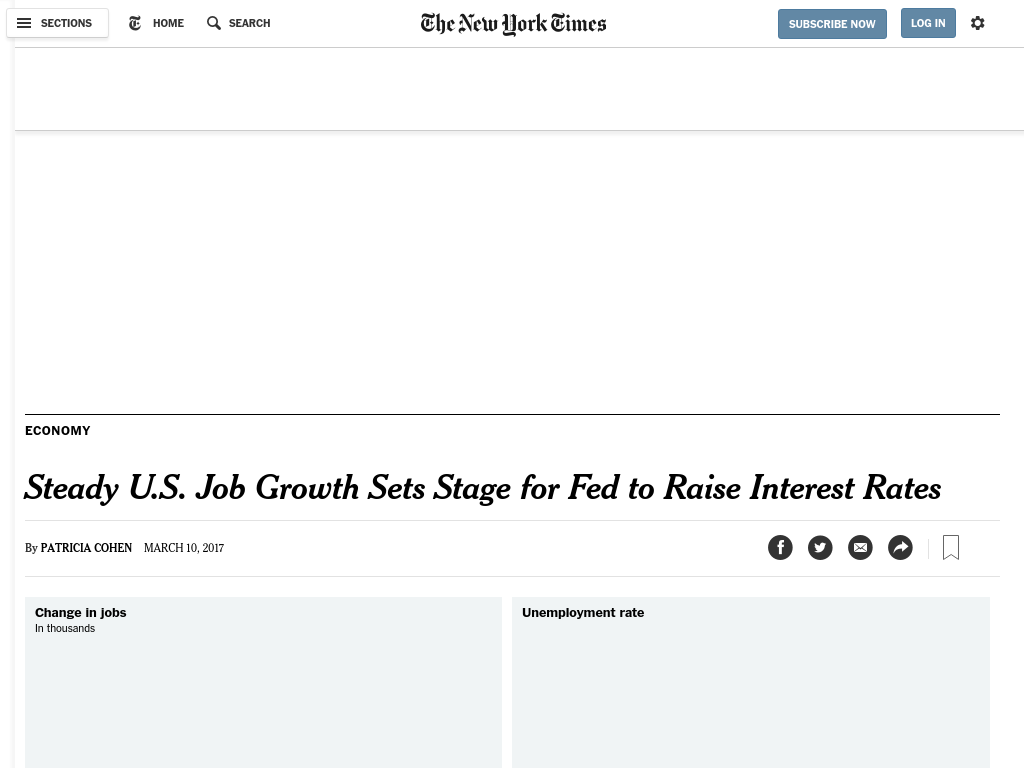 SECTIONS HOME SEARCH The New York Times SUBSCRIBE NOW LOG IN
ECONOMY
Steady U.S. Job Growth Sets Stage for Fed to Raise Interest Rates
By PATRICIA COHEN MARCH 10, 2017
Change in jobs
In thousands
Unemployment rate